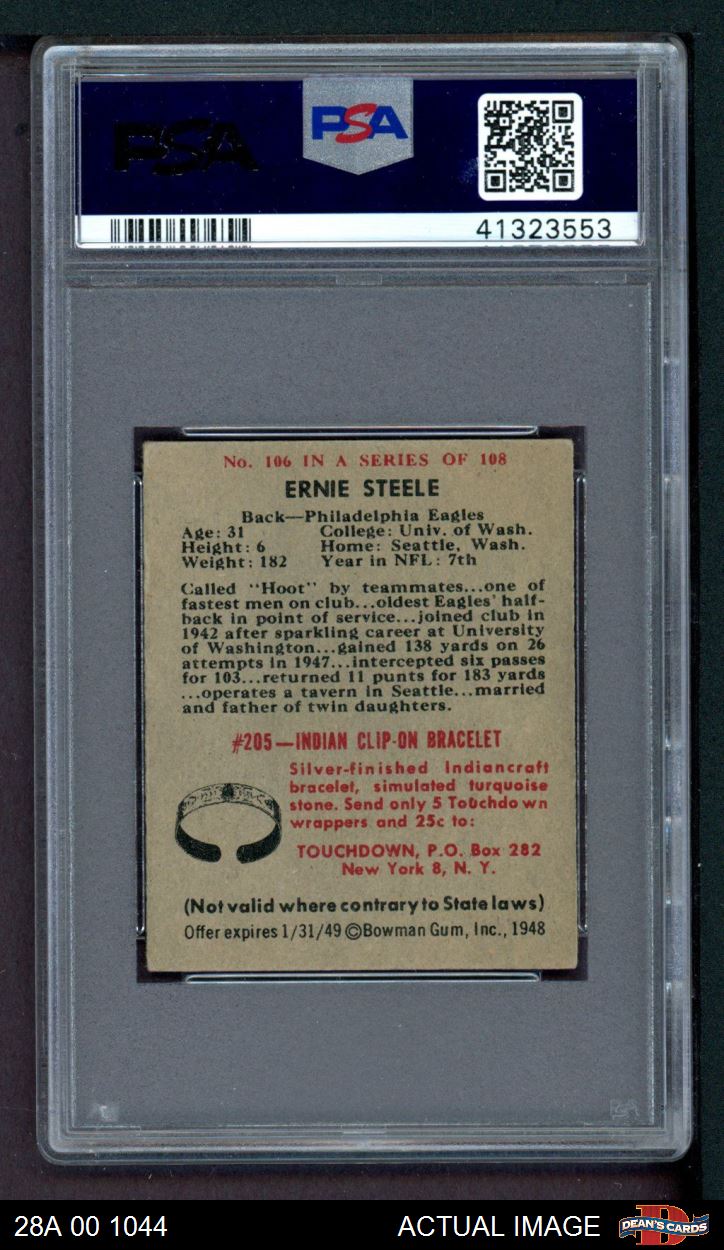 PSA
PSA
41323553
No. 106 IN A SERIES OF 108
ERNIE STEELE
Back—Philadelphia Eagles
Age: 31 College: Univ. of Wash.
Height: 6 Home: Seattle, Wash.
Weight: 182 Year in NFL: 7th
Called "Hoot" by teammates...one of
fastest men on club...oldest Eagles' half-
back in point of service...joined club in
1942 after sparkling career at University
of Washington...gained 138 yards on 26
attempts in 1947...intercepted six passes
for 103...returned 11 punts for 183 yards
...operates a tavern in Seattle...married
and father of twin daughters.
#205—INDIAN CLIP-ON BRACELET
Silver-finished Indiancraft
bracelet, simulated turquoise
stone. Send only 5 Touchdown
wrappers and 25c to:
TOUCHDOWN, P.O. Box 282
New York 8, N. Y.
(Not valid where contrary to State laws)
Offer expires 1/31/49 ©Bowman Gum, Inc., 1948
PSA
28A 00 1044
ACTUAL IMAGE
DEAN'S CARDS